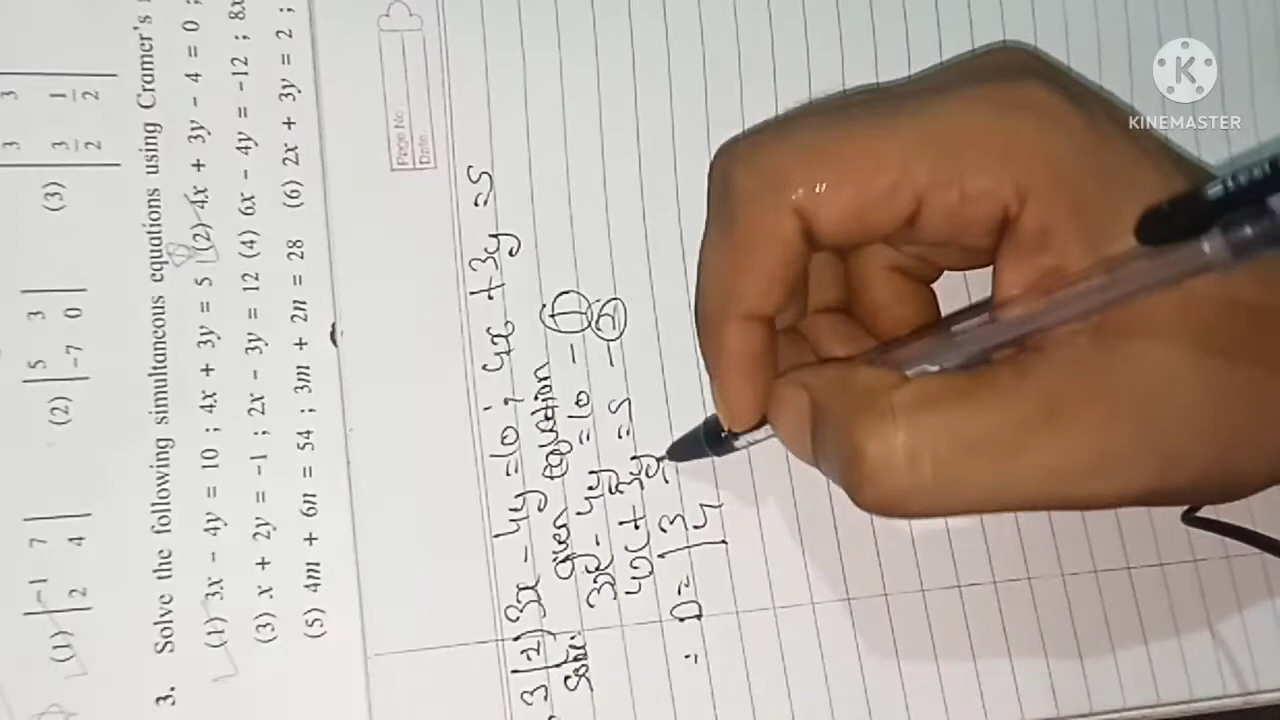 3 3
(1) | -1 7 | (2) | 5 3 | (3) | 3/2 1/2 |
| 2 4 | | -7 0 |
3. Solve the following simultaneous equations using Cramer's
(1) 3x - 4y = 10 ; 4x + 3y = 5 (2) 4x + 3y - 4 = 0 ;
(3) x + 2y = -1 ; 2x - 3y = 12 (4) 6x - 4y = -12 ; 8x
(5) 4m + 6n = 54 ; 3m + 2n = 28 (6) 2x + 3y = 2 ;
Page No.
Date
3 (2) 3x - 4y = 10 ; 4x + 3y = 5
given equation
3x - 4y = 10 - ①
4x + 3y = 5 - ②
= D = | 3
4
KINEMASTER